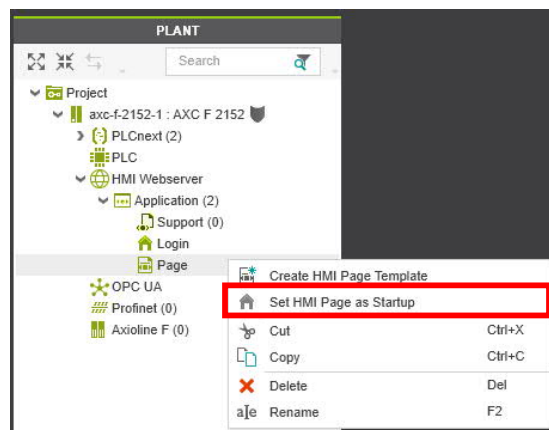 PLANT
Search
Project
axc-f-2152-1 : AXC F 2152
PLCnext (2)
PLC
HMI Webserver
Application (2)
Support (0)
Login
Page
OPC UA
Profinet (0)
Axioline F (0)
Create HMI Page Template
Set HMI Page as Startup
Cut Ctrl+X
Copy Ctrl+C
Delete Del
Rename F2